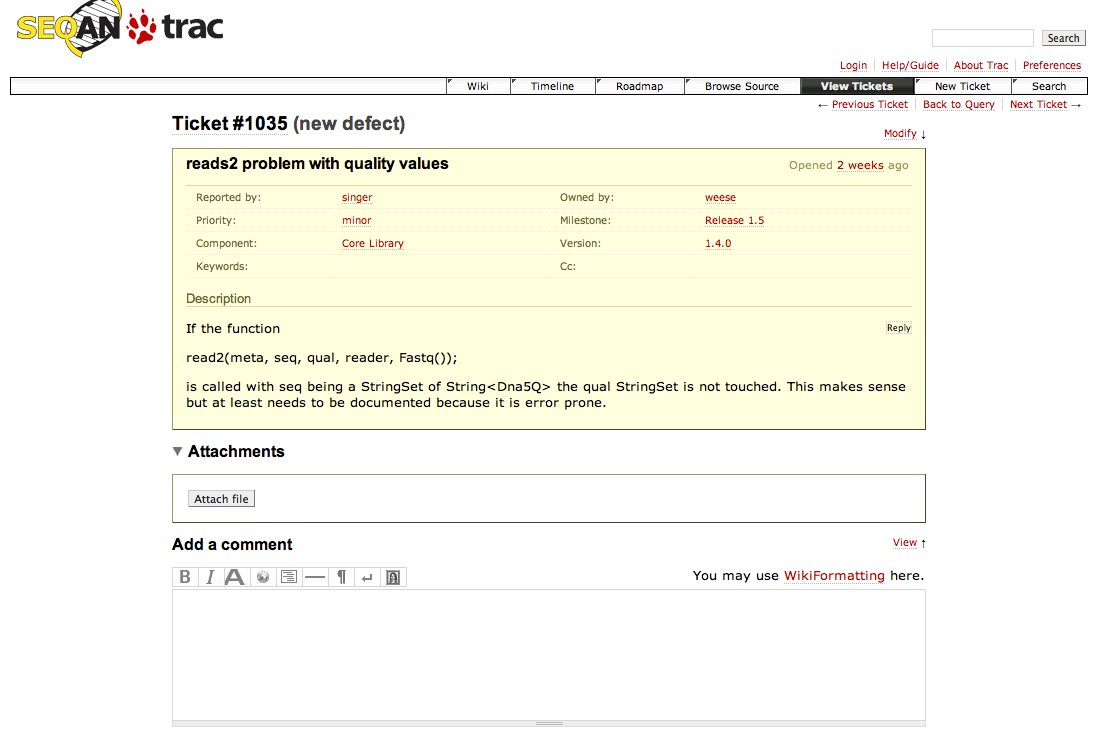 SEQAN trac
Search
Login Help/Guide About Trac Preferences
Wiki Timeline Roadmap Browse Source View Tickets New Ticket Search
← Previous Ticket Back to Query Next Ticket →
Ticket #1035 (new defect)
Modify ↓
reads2 problem with quality values
Opened 2 weeks ago
Reported by: singer Owned by: weese
Priority: minor Milestone: Release 1.5
Component: Core Library Version: 1.4.0
Keywords: Cc:
Description
If the function
Reply
read2(meta, seq, qual, reader, Fastq());
is called with seq being a StringSet of String<Dna5Q> the qual StringSet is not touched. This makes sense
but at least needs to be documented because it is error prone.
▼ Attachments
Attach file
Add a comment
View ↑
B I A ¶ ↵
You may use WikiFormatting here.